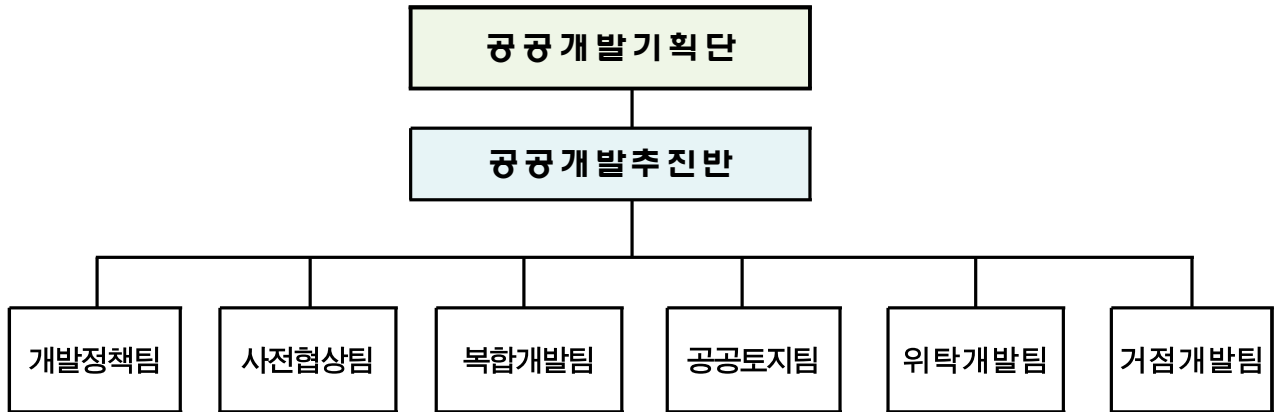 공공개발기획단
공공개발추진반
개발정책팀
사전협상팀
복합개발팀
공공토지팀
위탁개발팀
거점개발팀